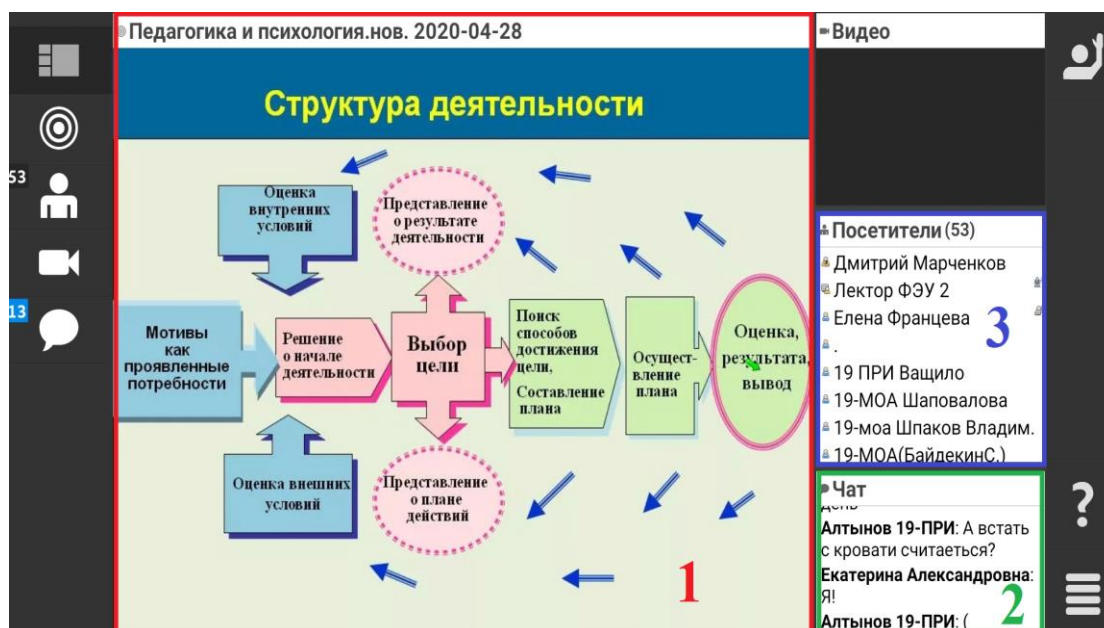 Педагогика и психология.нов. 2020-04-28
Структура деятельности
Оценка
внутренних
условий
Представление
о результате
деятельности
Мотивы
как
проявленные
потребности
Решение
о начале
деятельности
Выбор
цели
Поиск
способов
достижения
цели,
Составление
плана
Осущест-
вление
плана
Оценка,
результата,
вывод
Оценка внешних
условий
Представление
о плане
действий
1
53
13
Видео
Посетители (53)
Дмитрий Марченков
Лектор ФЭУ 2
Елена Францева
.
19 ПРИ Ващило
19-МОА Шаповалова
19-моа Шпаков Владим.
19-МОА(БайдекинС.)
3
Чат
день
Алтынов 19-ПРИ: А встать
с кровати считаеться?
Екатерина Александровна:
Я!
Алтынов 19-ПРИ: (
2
?